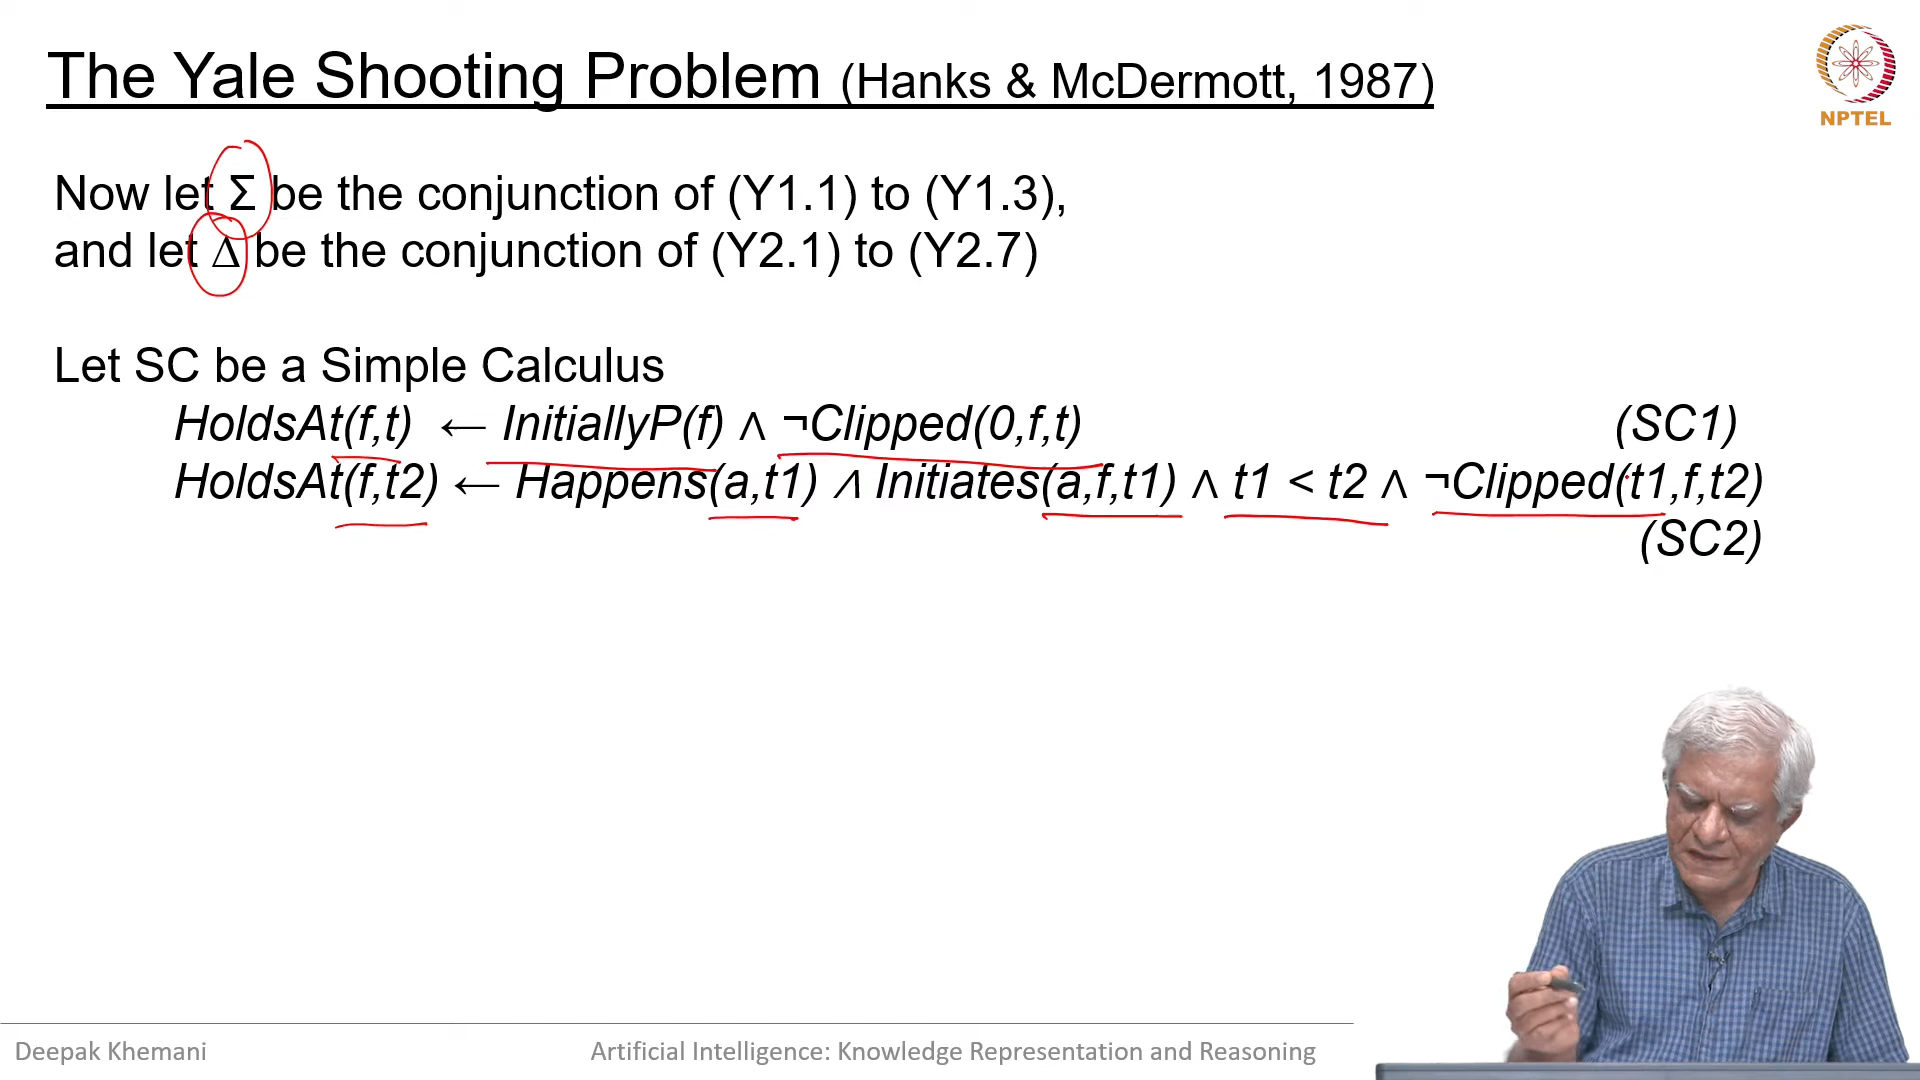 The Yale Shooting Problem (Hanks & McDermott, 1987)
NPTEL
Now let Σ be the conjunction of (Y1.1) to (Y1.3),
and let Δ be the conjunction of (Y2.1) to (Y2.7)
Let SC be a Simple Calculus
HoldsAt(f,t) ← InitiallyP(f) ∧ ¬Clipped(0,f,t) (SC1)
HoldsAt(f,t2) ← Happens(a,t1) ∧ Initiates(a,f,t1) ∧ t1 < t2 ∧ ¬Clipped(t1,f,t2)
(SC2)
Deepak Khemani
Artificial Intelligence: Knowledge Representation and Reasoning